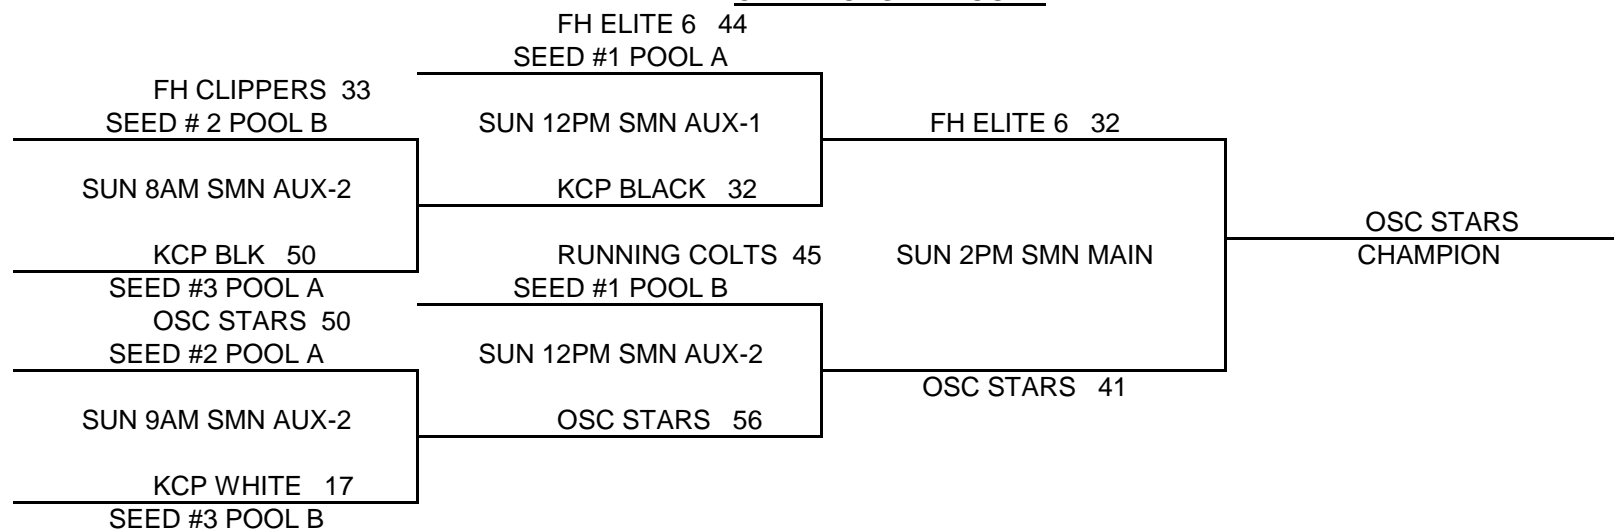 FH ELITE 6 44
SEED #1 POOL A
FH CLIPPERS 33
SEED # 2 POOL B
SUN 12PM SMN AUX-1
FH ELITE 6 32
SUN 8AM SMN AUX-2
KCP BLACK 32
OSC STARS
KCP BLK 50
RUNNING COLTS 45
SUN 2PM SMN MAIN
CHAMPION
SEED #3 POOL A
SEED #1 POOL B
OSC STARS 50
SEED #2 POOL A
SUN 12PM SMN AUX-2
OSC STARS 41
SUN 9AM SMN AUX-2
OSC STARS 56
KCP WHITE 17
SEED #3 POOL B